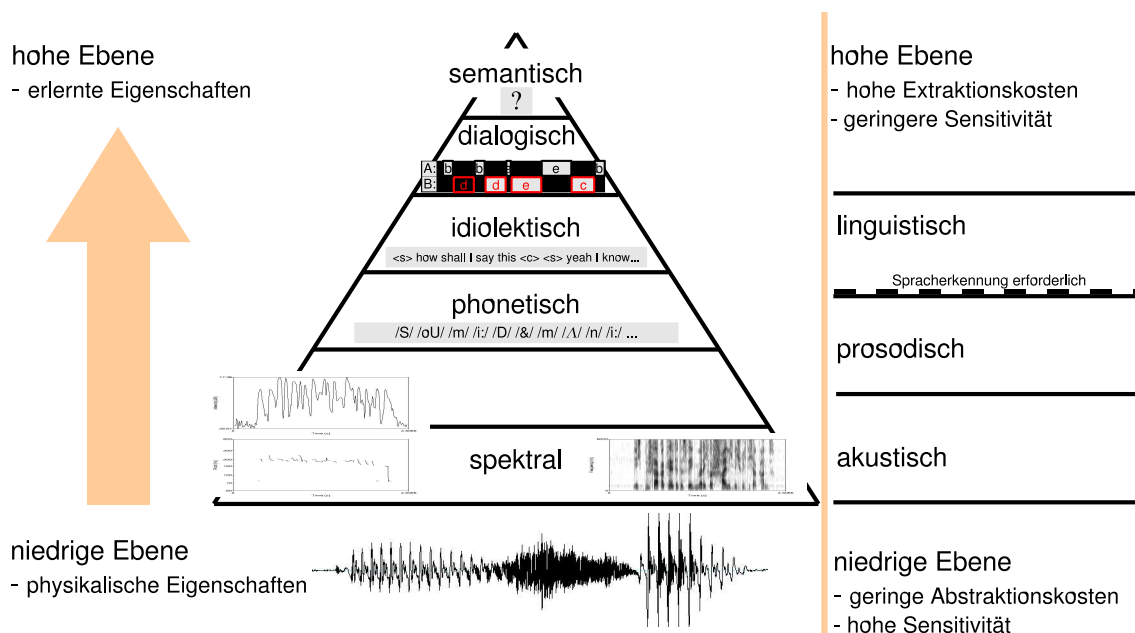 hohe Ebene
- erlernte Eigenschaften
niedrige Ebene
- physikalische Eigenschaften
semantisch
?
dialogisch
A: b b e b
B: d d e c
idiolektisch
<s> how shall I say this <c> <s> yeah I know...
phonetisch
/S/ /oU/ /m/ /i:/ /D/ /&/ /m/ /Λ/ /n/ /i:/ ...
spektral
hohe Ebene
- hohe Extraktionskosten
- geringere Sensitivität
linguistisch
Spracherkennung erforderlich
prosodisch
akustisch
niedrige Ebene
- geringe Abstraktionskosten
- hohe Sensitivität